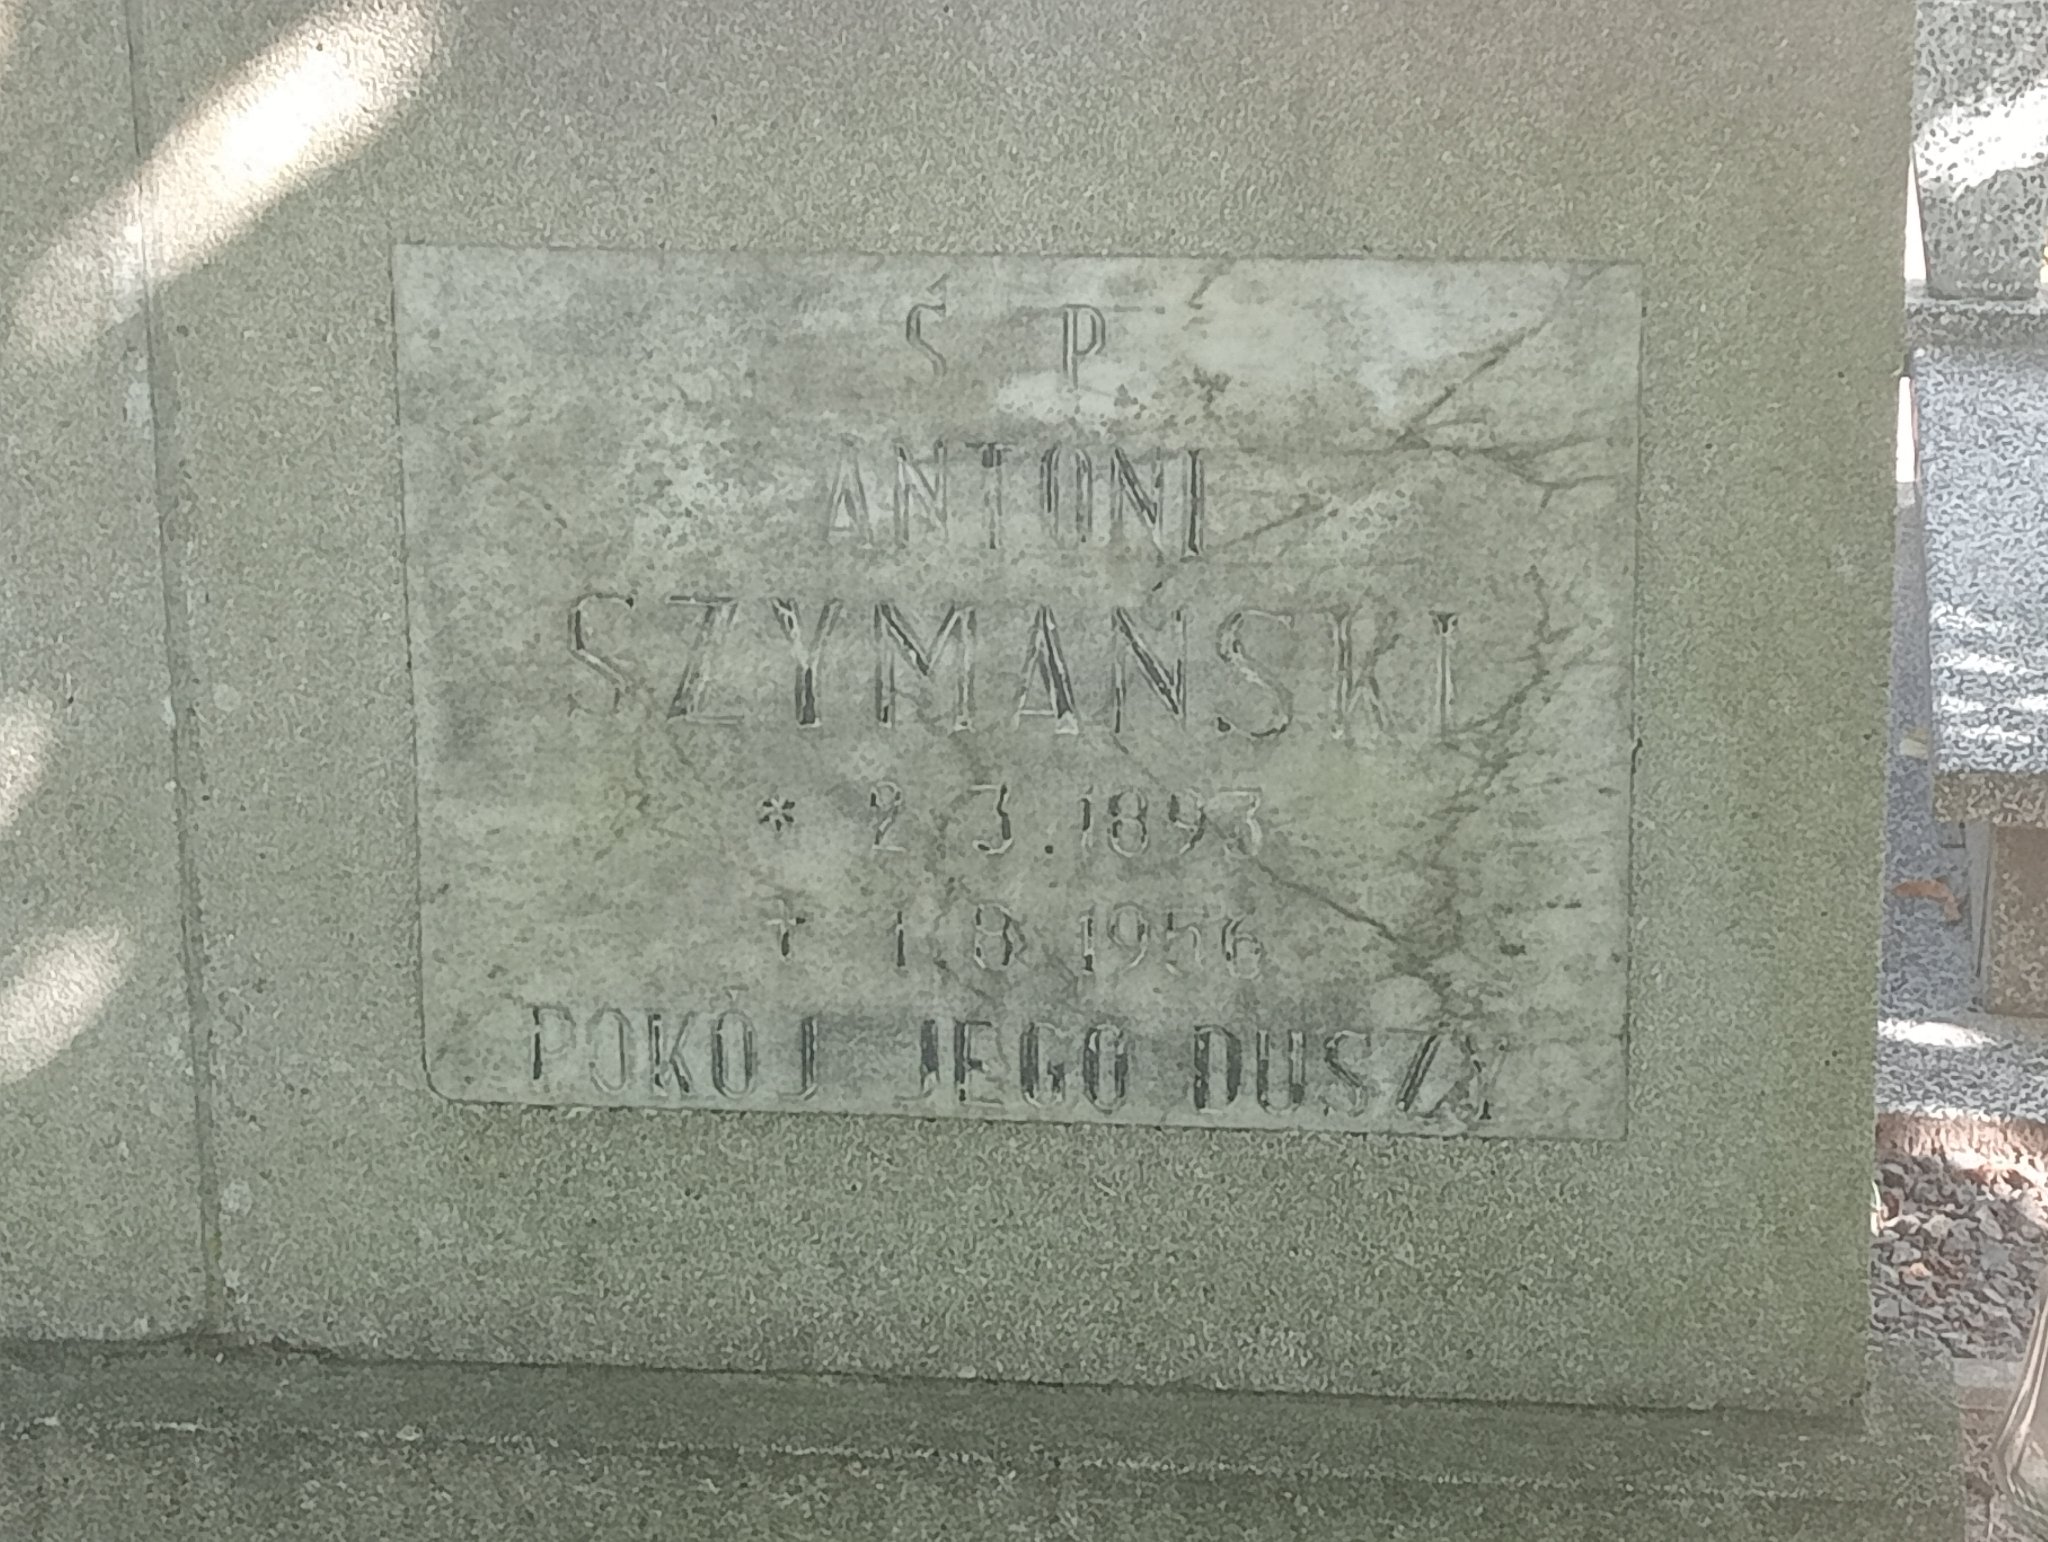 Ś P
ANTONI
SZYMAŃSKI
* 2 3.1893
† 1 8 1956
POKÓJ JEGO DUSZY